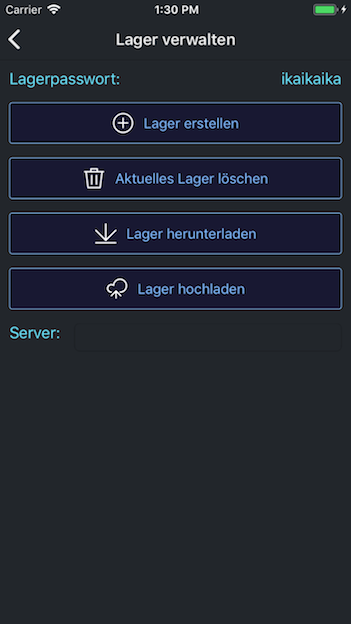 Carrier 1:30 PM
Lager verwalten
Lagerpasswort: ikaikaika
Lager erstellen
Aktuelles Lager löschen
Lager herunterladen
Lager hochladen
Server: